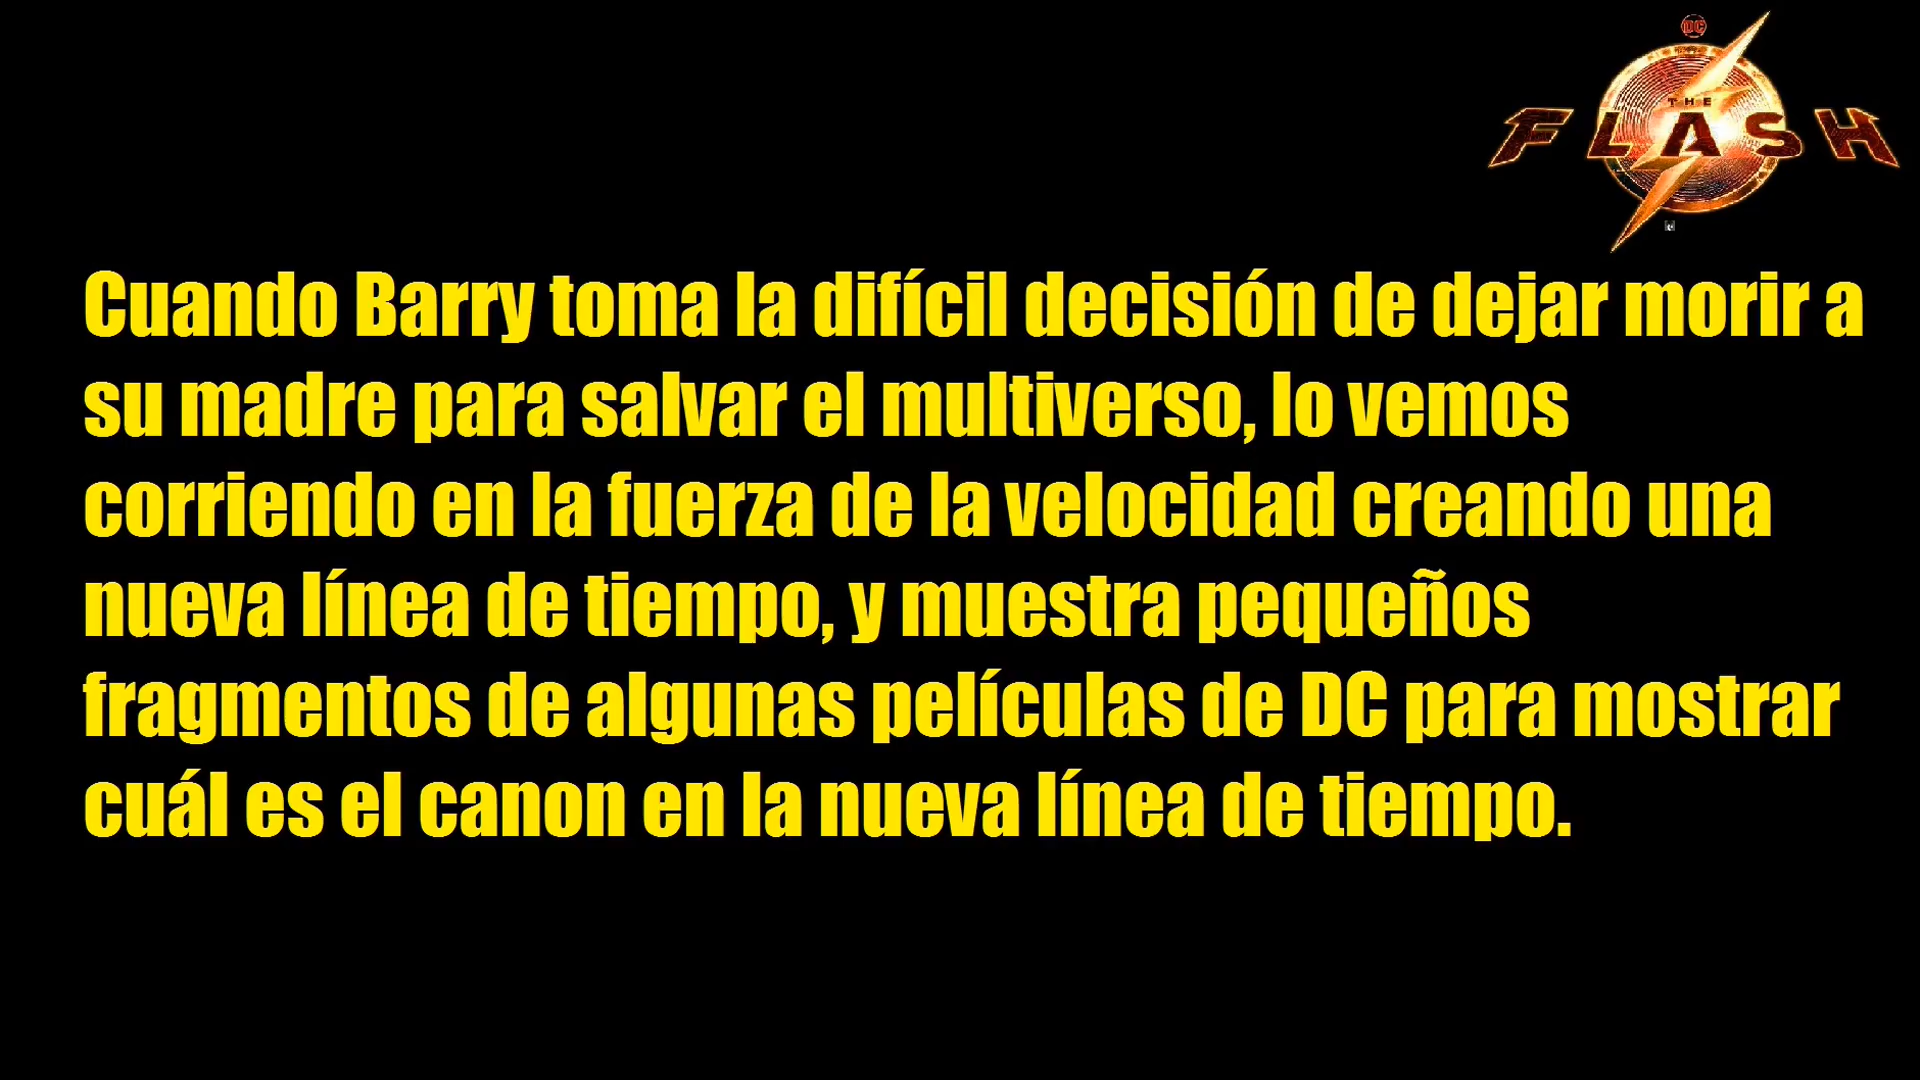 DC
THE
FLASH
Cuando Barry toma la difícil decisión de dejar morir a
su madre para salvar el multiverso, lo vemos
corriendo en la fuerza de la velocidad creando una
nueva línea de tiempo, y muestra pequeños
fragmentos de algunas películas de DC para mostrar
cuál es el canon en la nueva línea de tiempo.